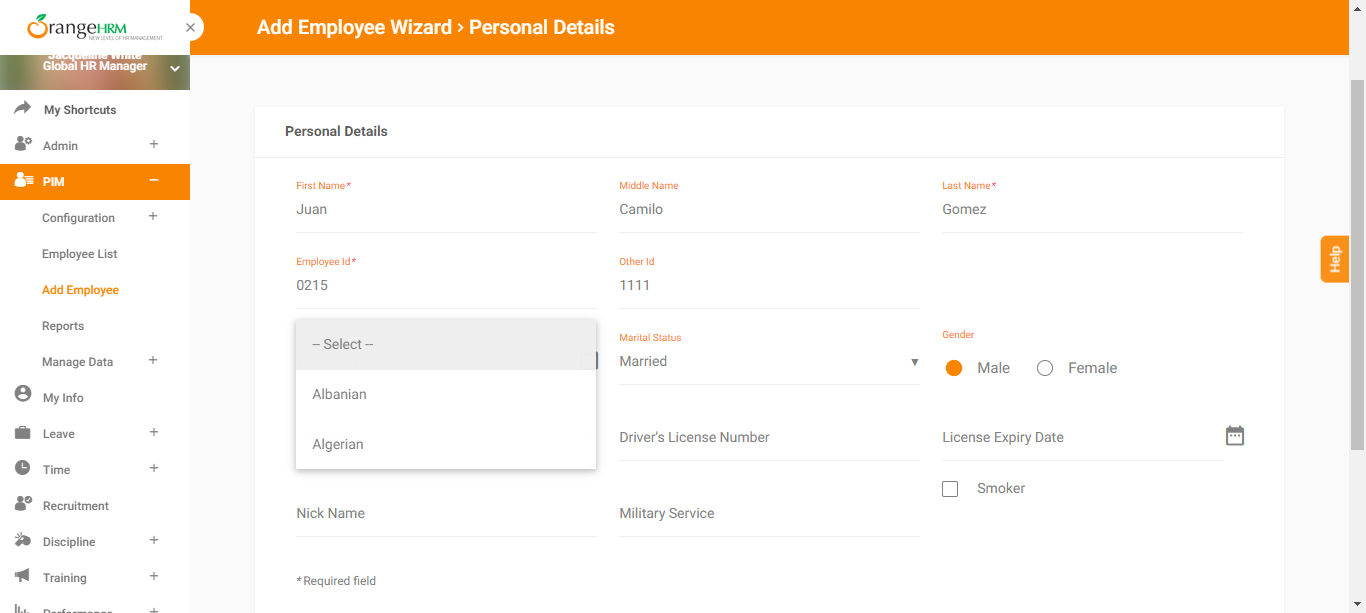 OrangeHRM
NEW LEVEL OF HR MANAGEMENT
Add Employee Wizard › Personal Details
Jacqueline White
Global HR Manager
My Shortcuts
Admin
PIM
Configuration
Employee List
Add Employee
Reports
Manage Data
My Info
Leave
Time
Recruitment
Discipline
Training
Performance
Personal Details
First Name*
Middle Name
Last Name*
Juan
Camilo
Gomez
Employee Id*
Other Id
0215
1111
-- Select --
Albanian
Algerian
Marital Status
Married
Gender
Male
Female
Driver's License Number
License Expiry Date
Smoker
Nick Name
Military Service
* Required field
Help